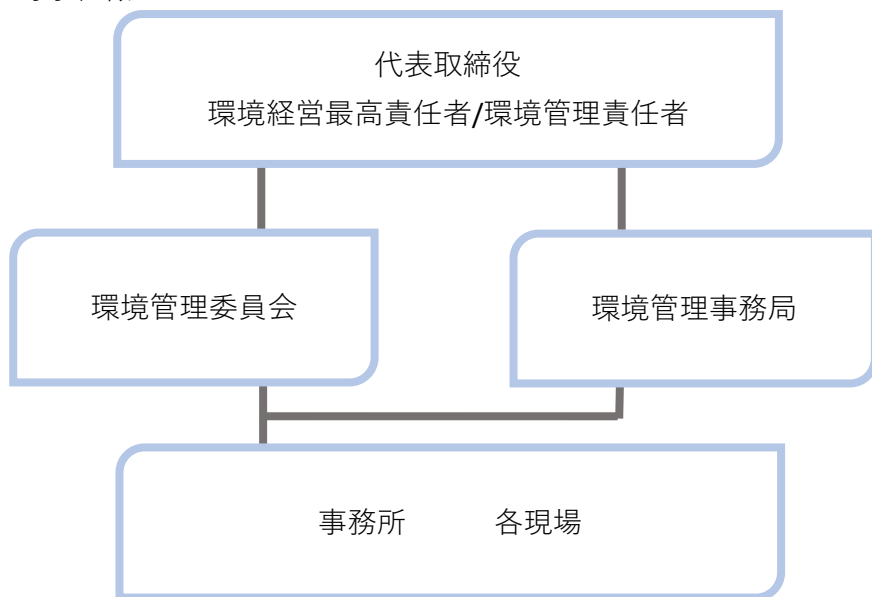 代表取締役
環境経営最高責任者/環境管理責任者
環境管理委員会
環境管理事務局
事務所 各現場